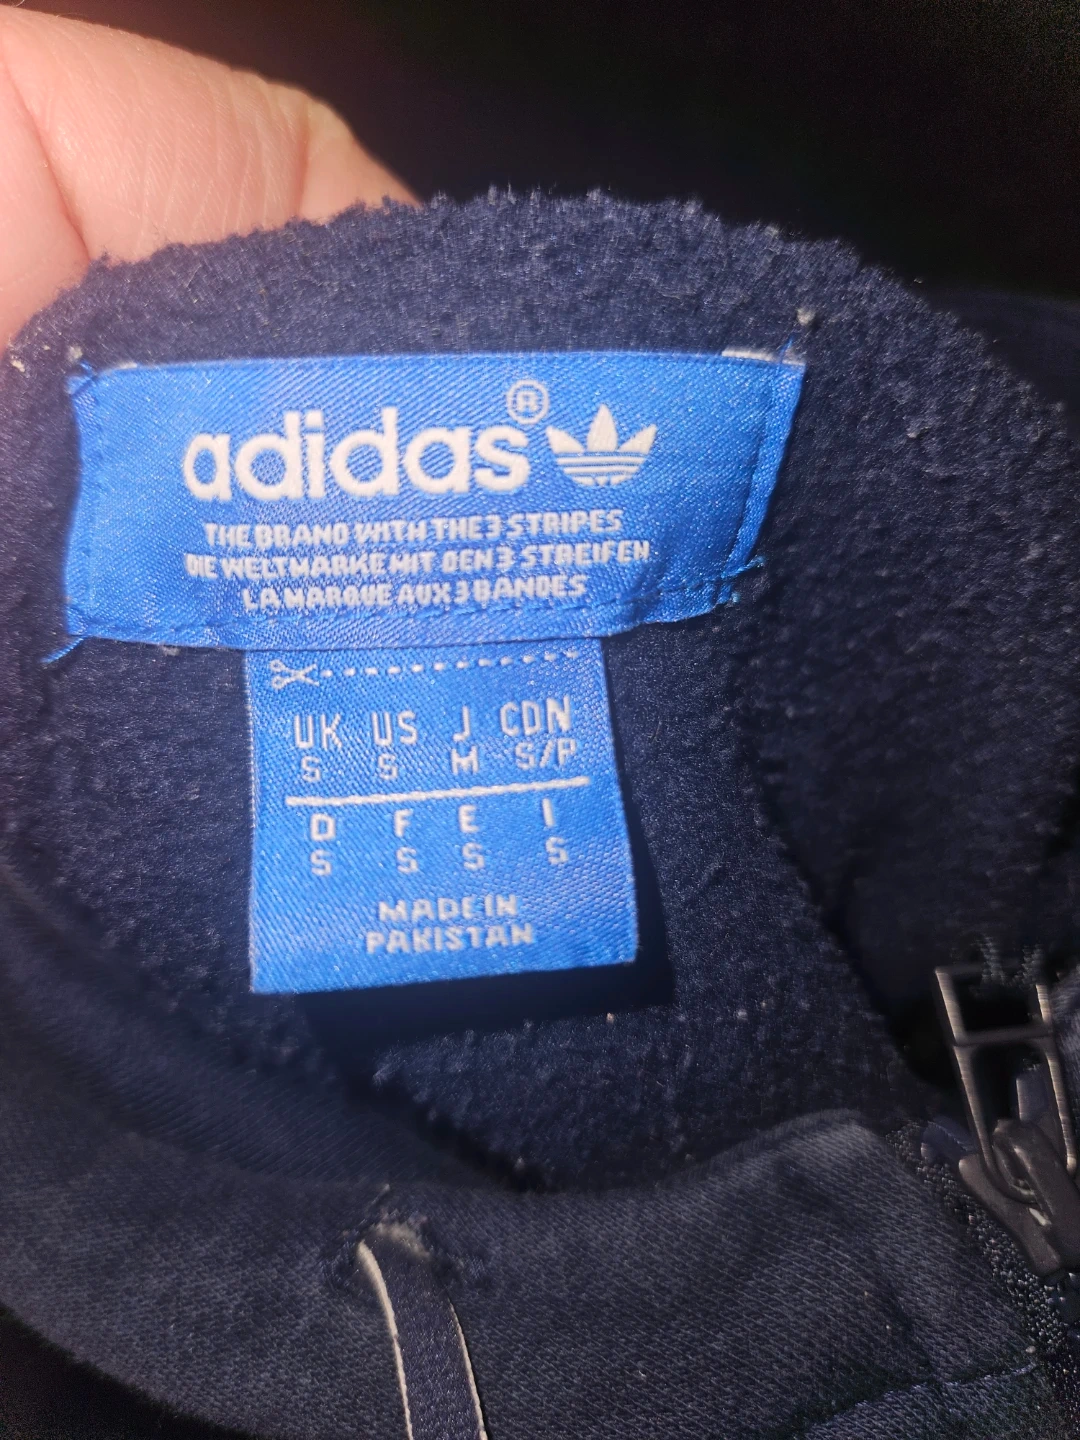 adidas®
THE BRAND WITH THE 3 STRIPES
DIE WELTMARKE MIT DEN 3 STREIFEN
LA MARQUE AUX 3 BANDES
UK US J CDN
S S M S/P
D F E I
S S S S
MADE IN
PAKISTAN